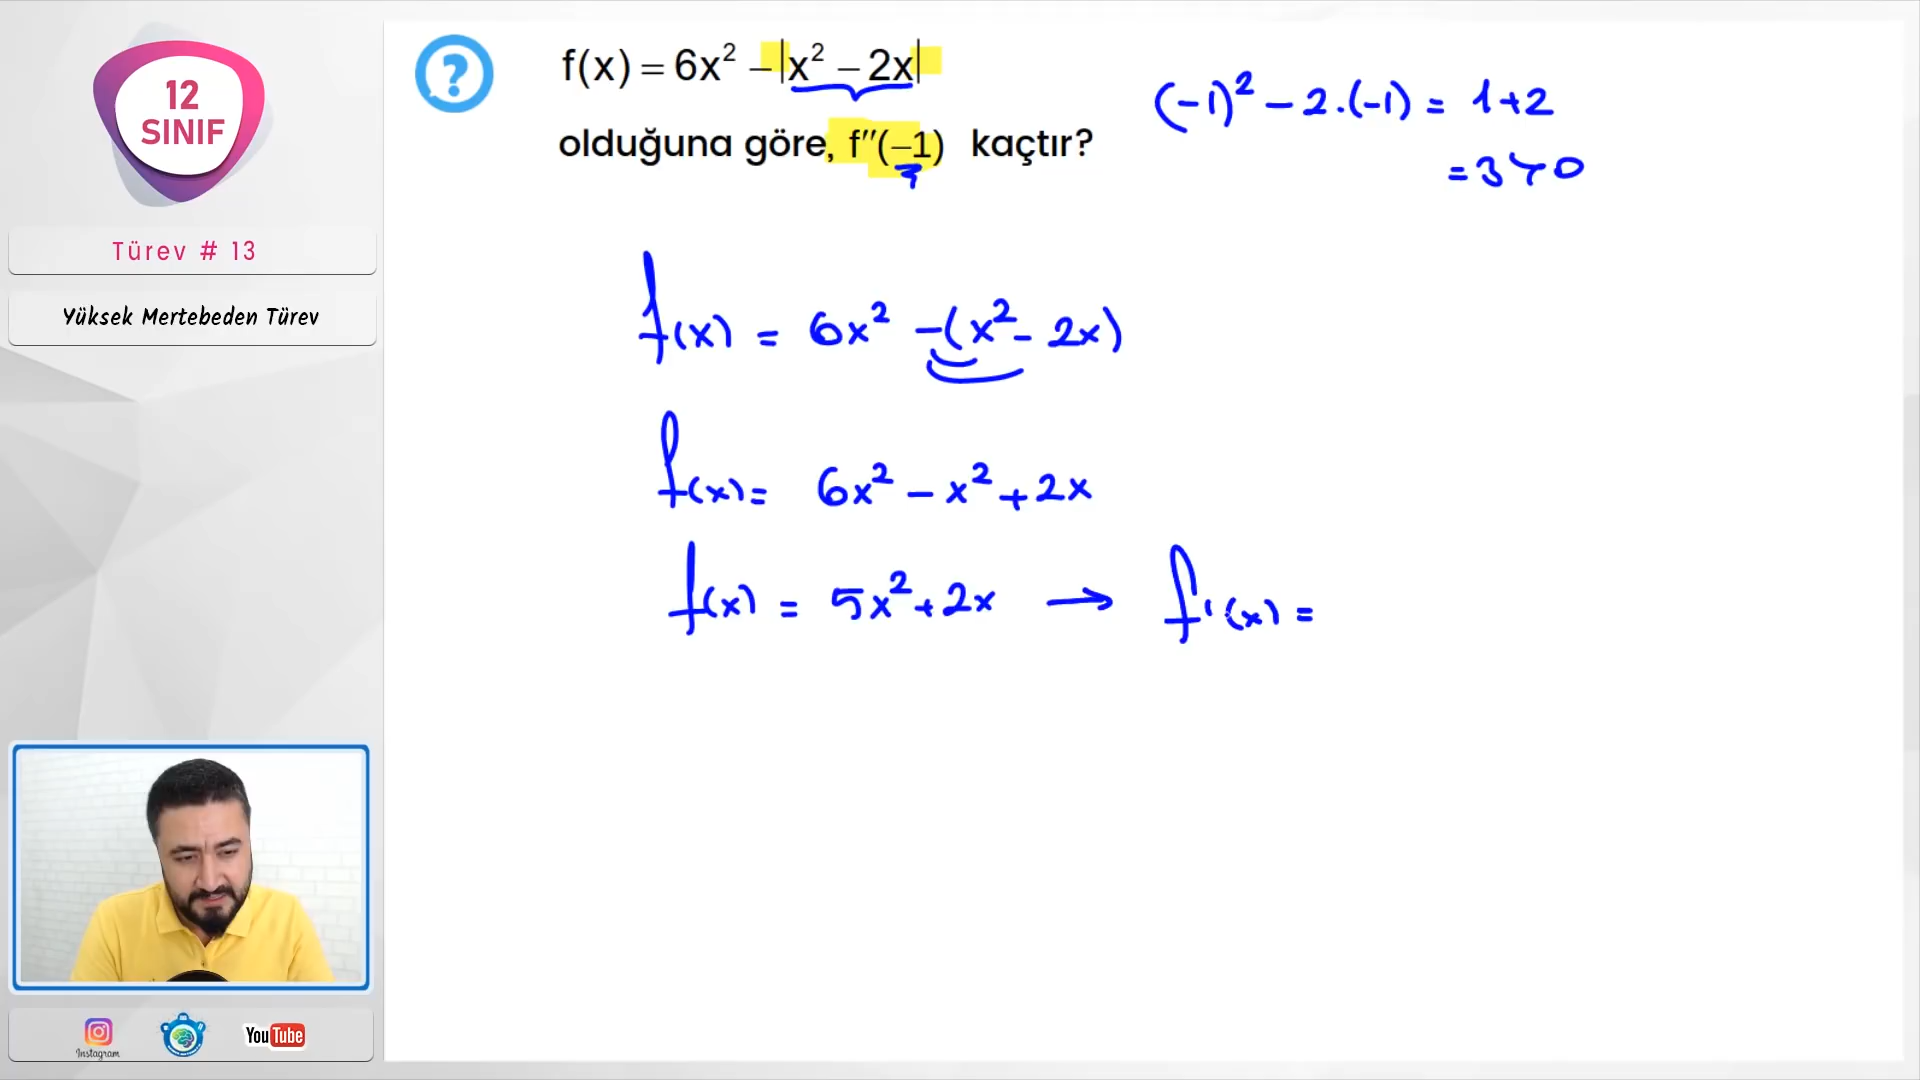 12
SINIF
Türev # 13
Yüksek Mertebeden Türev
Instagram
YouTube
f(x) = 6x² – |x² – 2x|
olduğuna göre, f''(–1) kaçtır?
(-1)² - 2.(-1) = 1+2
= 3 > 0
f(x) = 6x² -(x² - 2x)
f(x) = 6x² - x² + 2x
f(x) = 5x² + 2x → f'(x) =